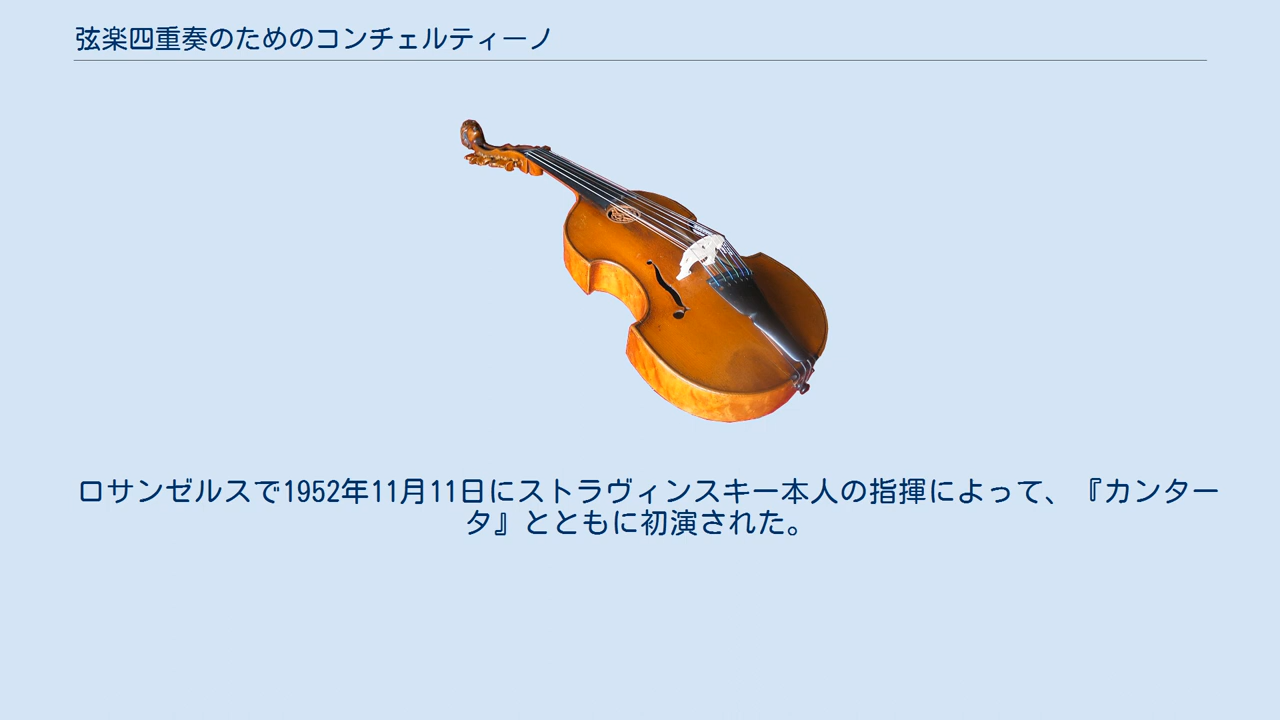 弦楽四重奏のためのコンチェルティーノ
ロサンゼルスで1952年11月11日にストラヴィンスキー本人の指揮によって、『カンター
タ』とともに初演された。